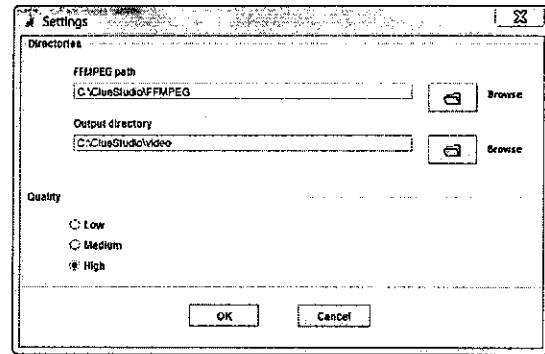 Settings
Directories
FFMPEG path
C:\ClueStudio\FFMPEG
Browse
Output directory
C:\ClueStudio\video
Browse
Quality
Low
Medium
High
OK
Cancel